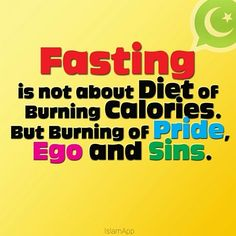 Fasting
is not about Diet of
Burning Calories.
But Burning of Pride,
Ego and Sins.
IslamApp